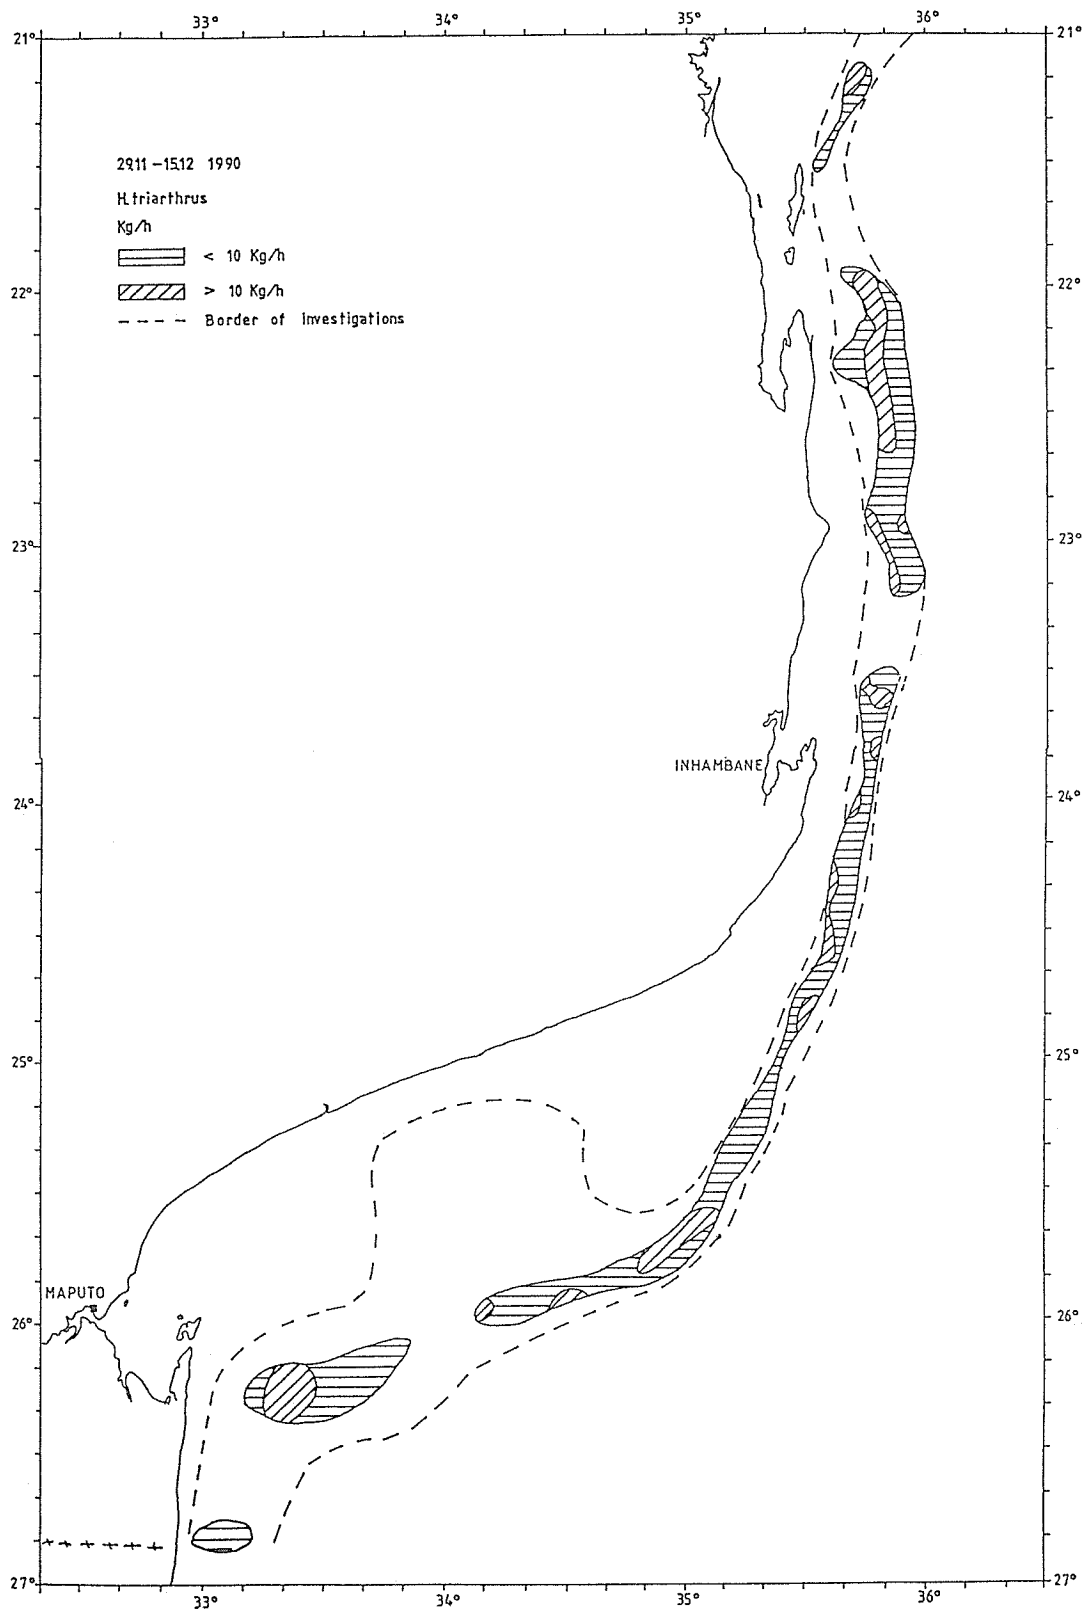 33° 34° 35° 36°
21° 21°
29.11 – 15.12 1990
H. triarthrus
Kg/h
< 10 Kg/h
> 10 Kg/h
Border of investigations
22° 22°
23° 23°
INHAMBANE
24° 24°
25° 25°
MAPUTO
26° 26°
27° 27°
33° 34° 35° 36°